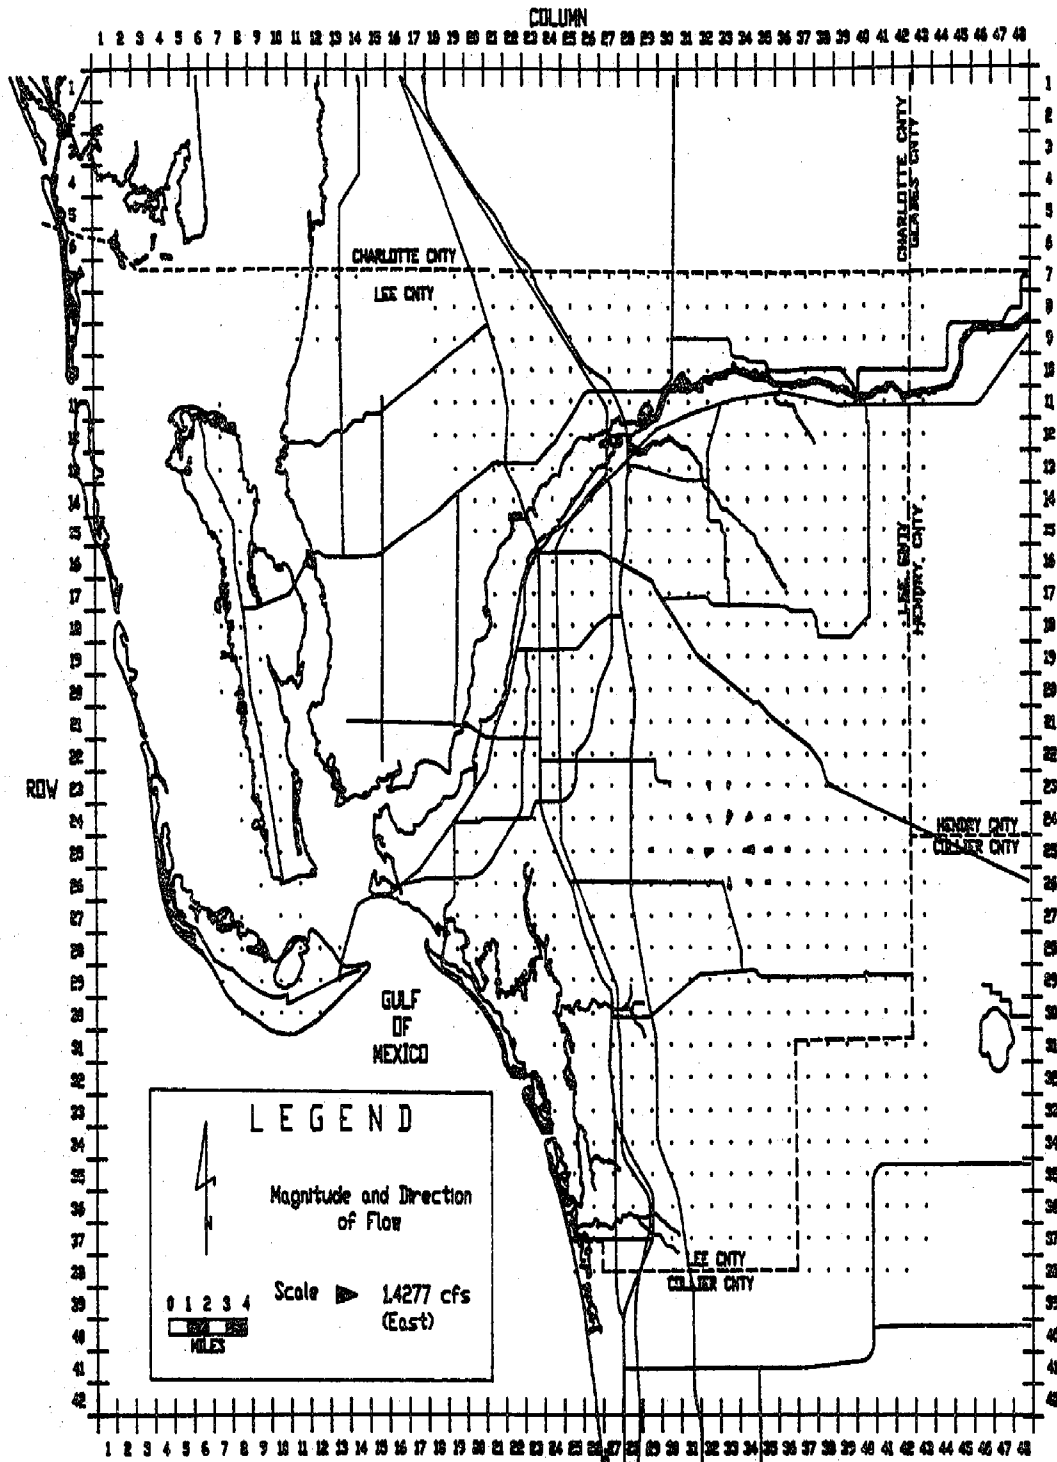 COLUMN
1 2 3 4 5 6 7 8 9 10 11 12 13 14 15 16 17 18 19 20 21 22 23 24 25 26 27 28 29 30 31 32 33 34 35 36 37 38 39 40 41 42 43 44 45 46 47 48
CHARLOTTE CNTY
GLADES CNTY
CHARLOTTE CNTY
LEE CNTY
LEE CNTY
HENDRY CNTY
ROW
HENDRY CNTY
COLLIER CNTY
GULF
OF
MEXICO
LEGEND
Magnitude and Direction
of Flow
N
Scale 1.4277 cfs
(East)
0 1 2 3 4
MILES
LEE CNTY
COLLIER CNTY
1 2 3 4 5 6 7 8 9 10 11 12 13 14 15 16 17 18 19 20 21 22 23 24 25 26 27 28 29 30 31 32 33 34 35 36 37 38 39 40 41 42 43 44 45 46 47 48